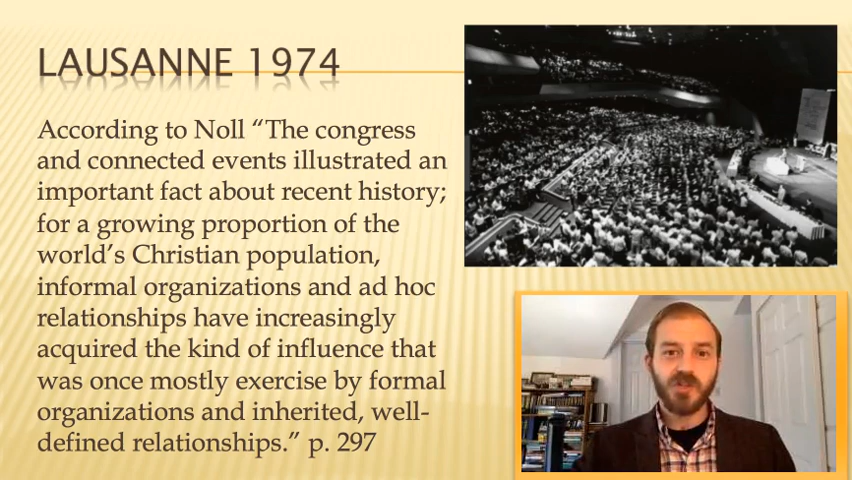 LAUSANNE 1974
According to Noll “The congress
and connected events illustrated an
important fact about recent history;
for a growing proportion of the
world’s Christian population,
informal organizations and ad hoc
relationships have increasingly
acquired the kind of influence that
was once mostly exercise by formal
organizations and inherited, well-
defined relationships.” p. 297